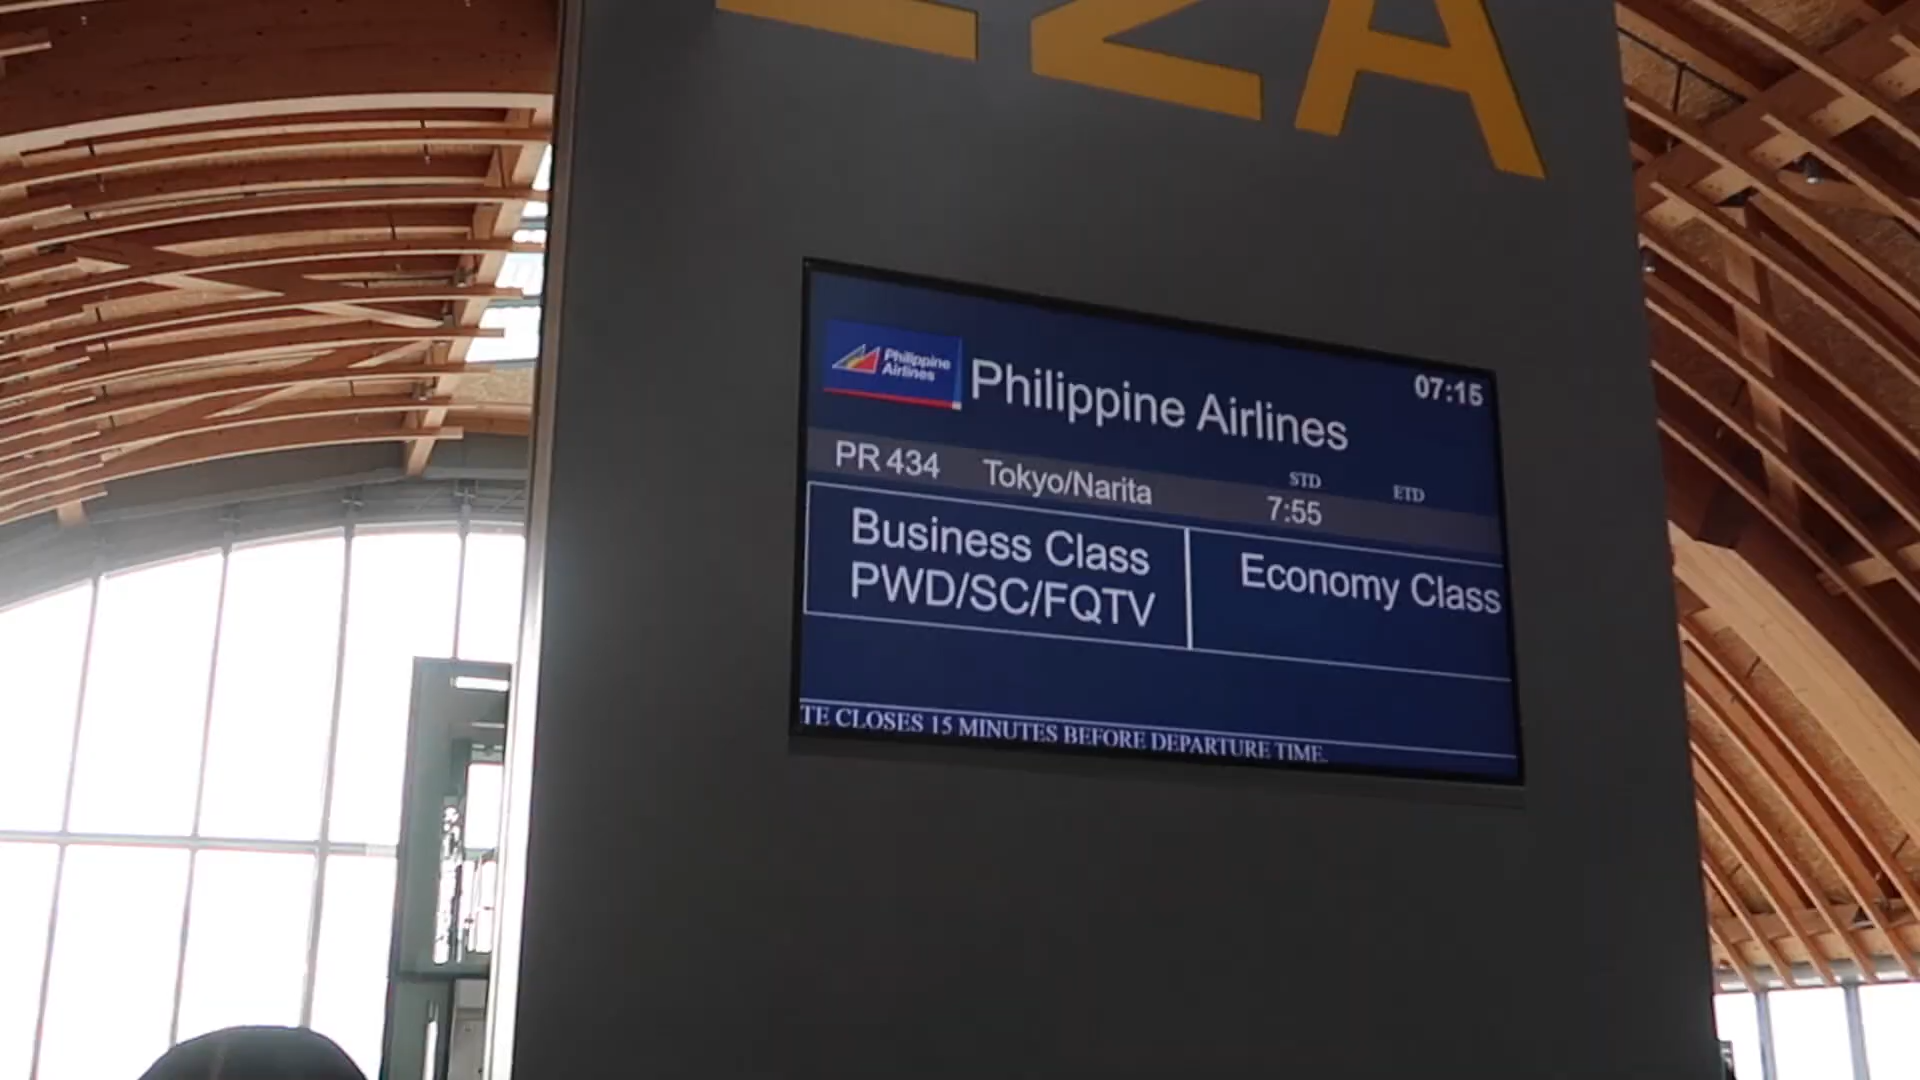 2A
Philippine
Airlines
Philippine Airlines
07:15
PR 434 Tokyo/Narita STD 7:55 ETD
Business Class
PWD/SC/FQTV
Economy Class
TE CLOSES 15 MINUTES BEFORE DEPARTURE TIME.